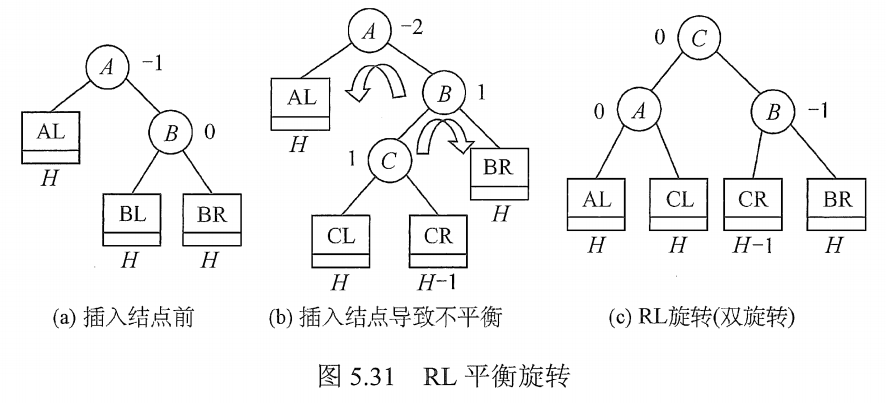 A -1
AL
B 0
H
BL BR
H H
(a) 插入结点前
A -2
AL
B 1
H
1 C
BR
H
CL CR
H H-1
(b) 插入结点导致不平衡
0 C
0 A
B -1
AL CL CR BR
H H H-1 H
(c) RL旋转(双旋转)
图 5.31 RL 平衡旋转